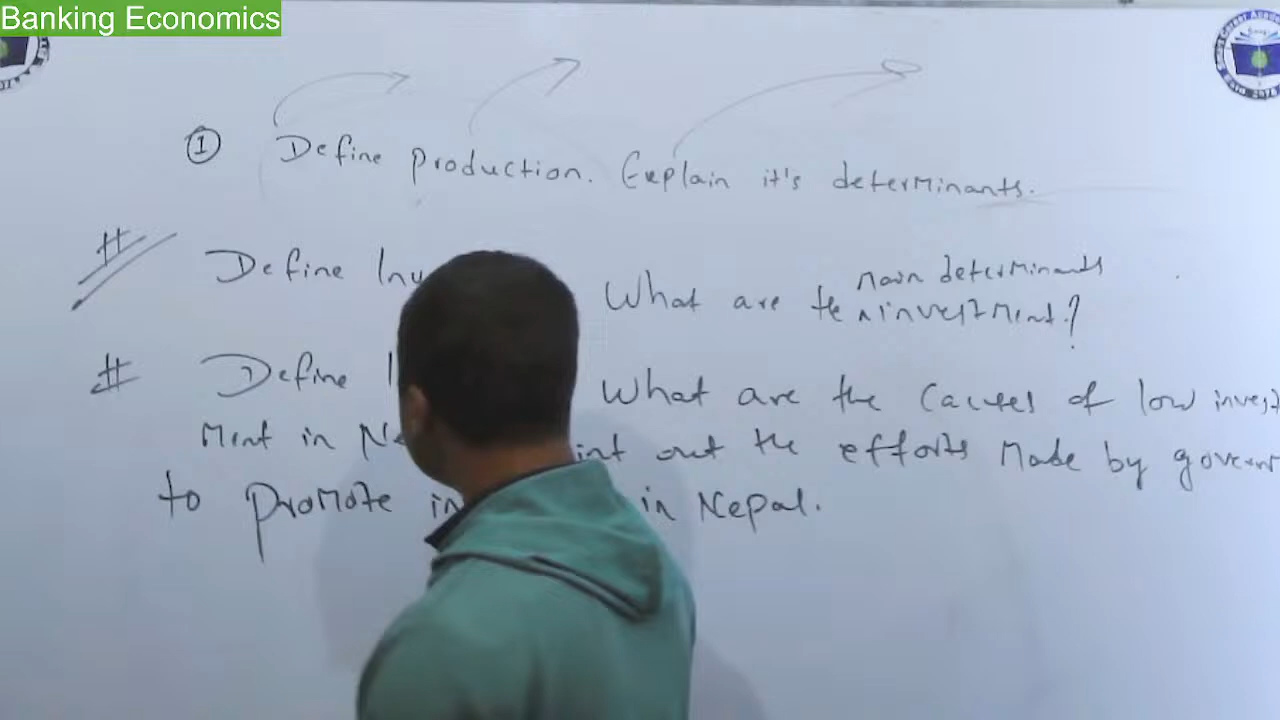 Banking Economics
① Define production. Explain it's determinants.
# Define Inv What are the main determinants investment?
# Define What are the causes of low invest
ment in Ne int out the efforts made by govern
to promote in in Nepal.